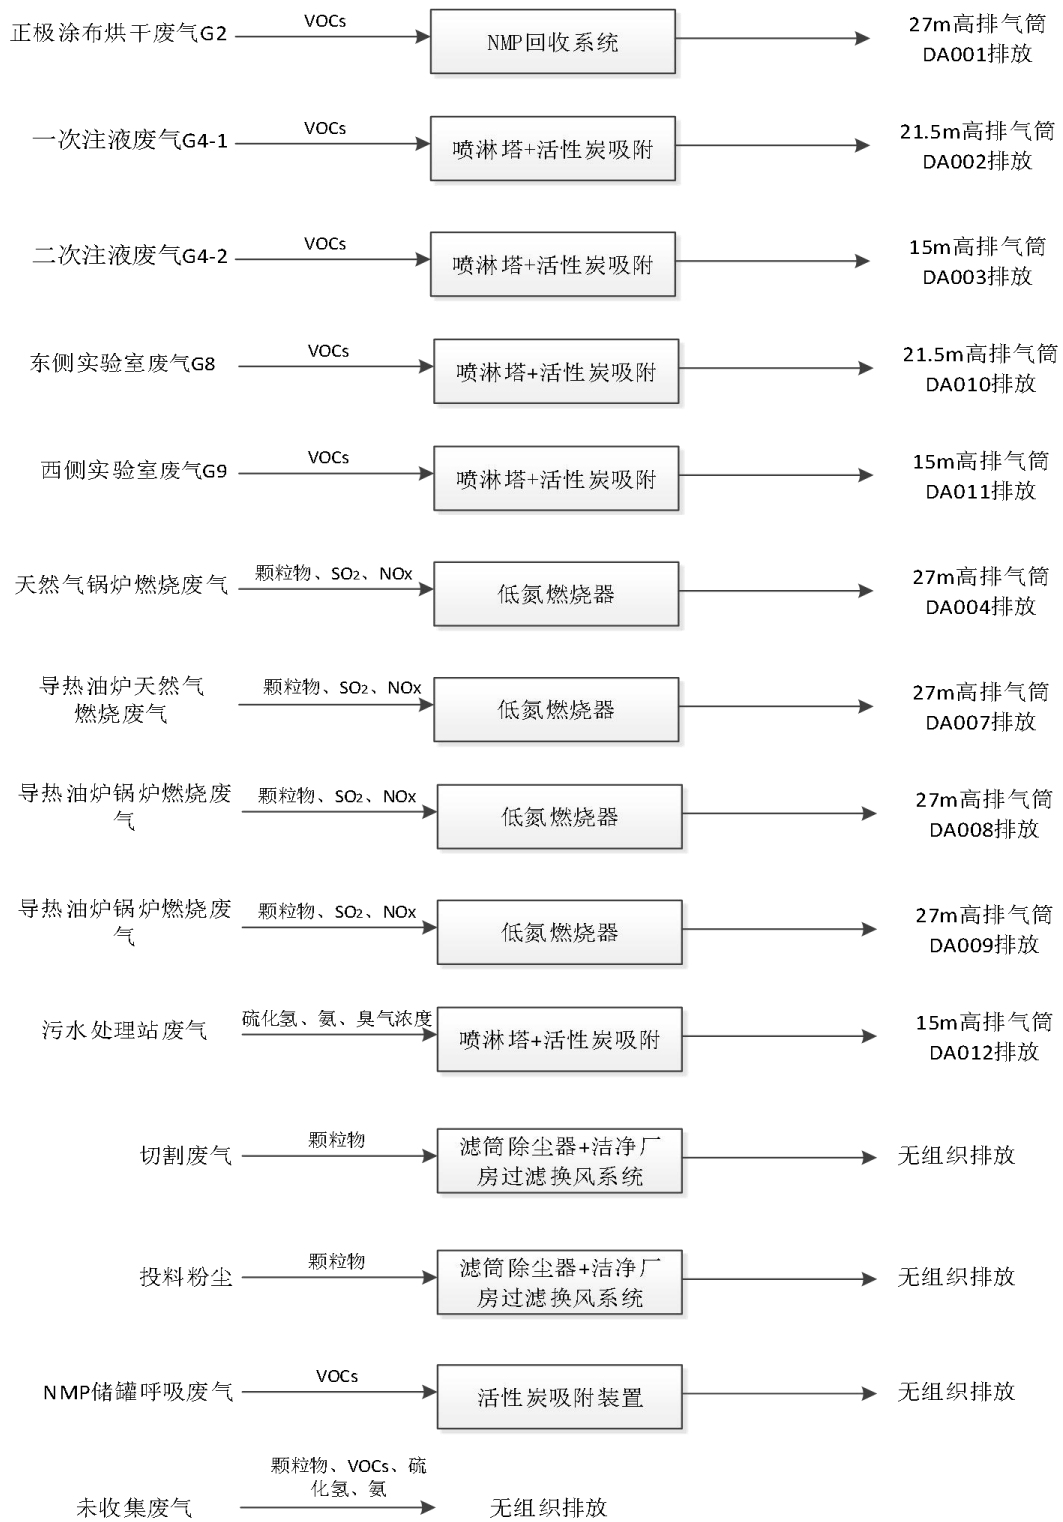 正极涂布烘干废气G2
VOCs
NMP回收系统
27m高排气筒
DA001排放
一次注液废气G4-1
VOCs
喷淋塔+活性炭吸附
21.5m高排气筒
DA002排放
二次注液废气G4-2
VOCs
喷淋塔+活性炭吸附
15m高排气筒
DA003排放
东侧实验室废气G8
VOCs
喷淋塔+活性炭吸附
21.5m高排气筒
DA010排放
西侧实验室废气G9
VOCs
喷淋塔+活性炭吸附
15m高排气筒
DA011排放
天然气锅炉燃烧废气
颗粒物、SO₂、NOx
低氮燃烧器
27m高排气筒
DA004排放
导热油炉天然气
燃烧废气
颗粒物、SO₂、NOx
低氮燃烧器
27m高排气筒
DA007排放
导热油炉锅炉燃烧废
气
颗粒物、SO₂、NOx
低氮燃烧器
27m高排气筒
DA008排放
导热油炉锅炉燃烧废
气
颗粒物、SO₂、NOx
低氮燃烧器
27m高排气筒
DA009排放
污水处理站废气
硫化氢、氨、臭气浓度
喷淋塔+活性炭吸附
15m高排气筒
DA012排放
切割废气
颗粒物
滤筒除尘器+洁净厂
房过滤换风系统
无组织排放
投料粉尘
颗粒物
滤筒除尘器+洁净厂
房过滤换风系统
无组织排放
NMP储罐呼吸废气
VOCs
活性炭吸附装置
无组织排放
未收集废气
颗粒物、VOCs、硫
化氢、氨
无组织排放